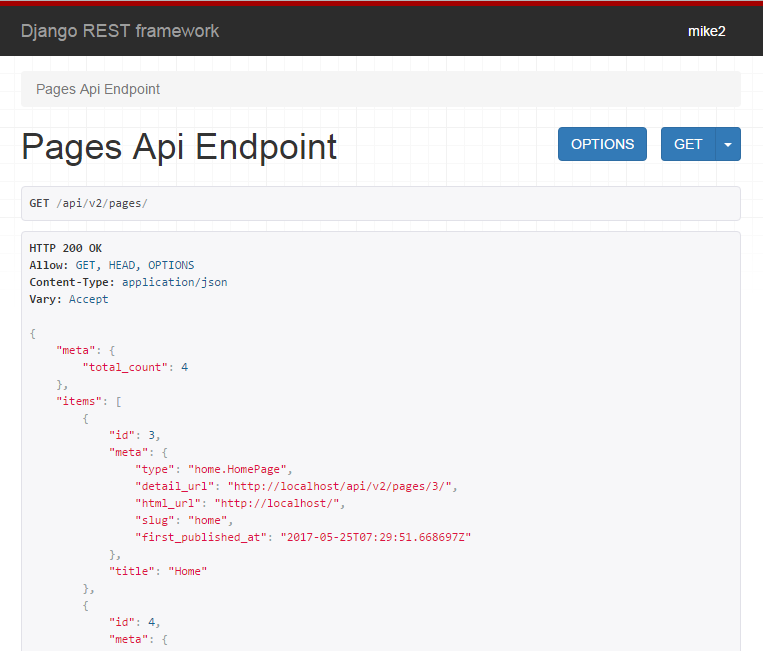 Django REST framework
mike2
Pages Api Endpoint
Pages Api Endpoint
OPTIONS
GET
GET /api/v2/pages/
HTTP 200 OK
Allow: GET, HEAD, OPTIONS
Content-Type: application/json
Vary: Accept
{
    "meta": {
        "total_count": 4
    },
    "items": [
        {
            "id": 3,
            "meta": {
                "type": "home.HomePage",
                "detail_url": "http://localhost/api/v2/pages/3/",
                "html_url": "http://localhost/",
                "slug": "home",
                "first_published_at": "2017-05-25T07:29:51.668697Z"
            },
            "title": "Home"
        },
        {
            "id": 4,
            "meta": {